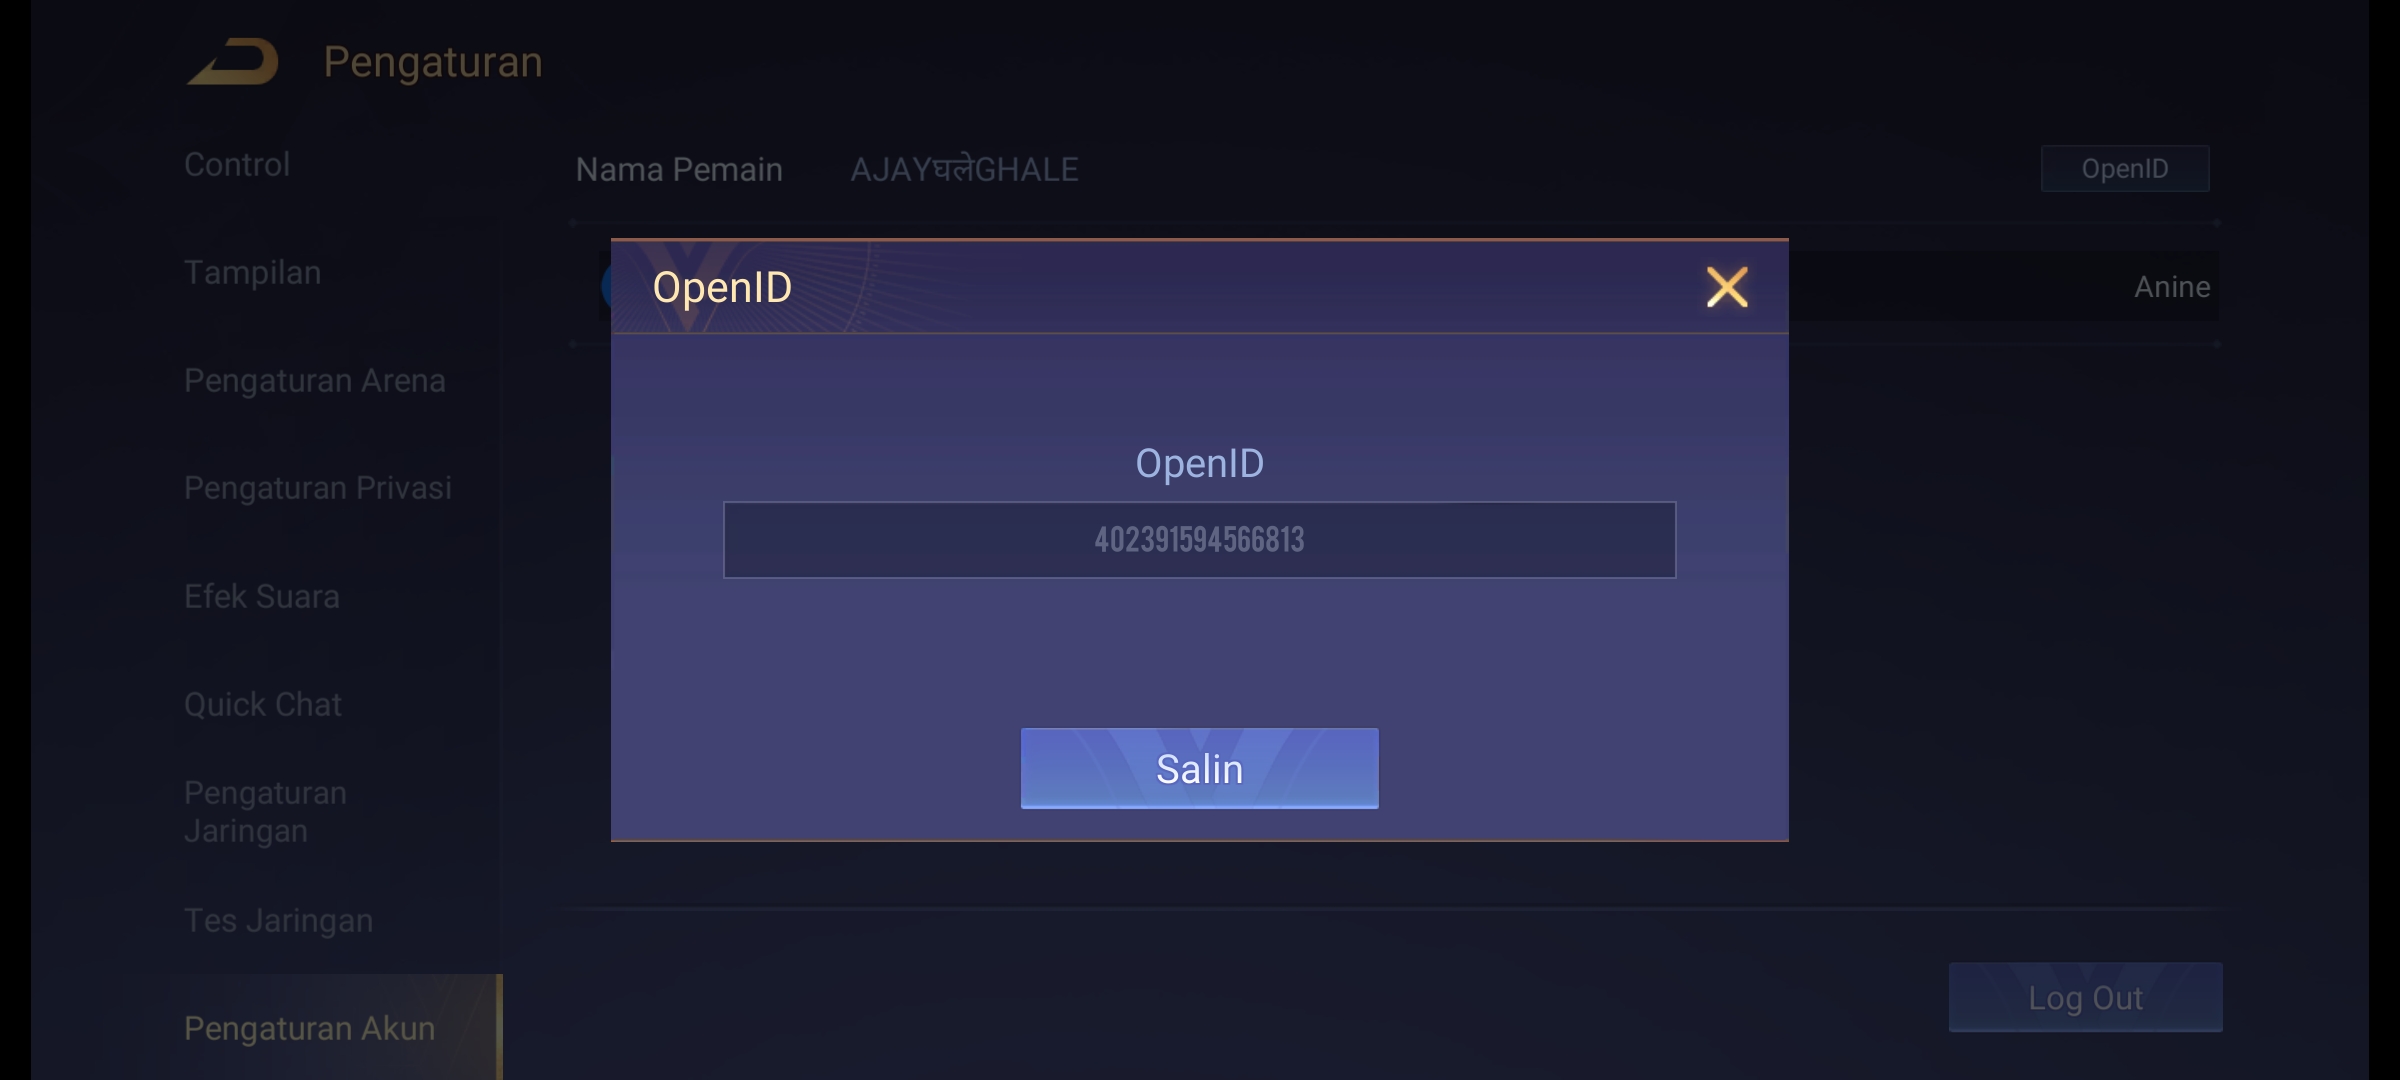 Pengaturan
Control
Tampilan
Pengaturan Arena
Pengaturan Privasi
Efek Suara
Quick Chat
Pengaturan
Jaringan
Tes Jaringan
Pengaturan Akun
Nama Pemain AJAYघलेGHALE OpenID
Anine
OpenID
OpenID
402391594566813
Salin
Log Out